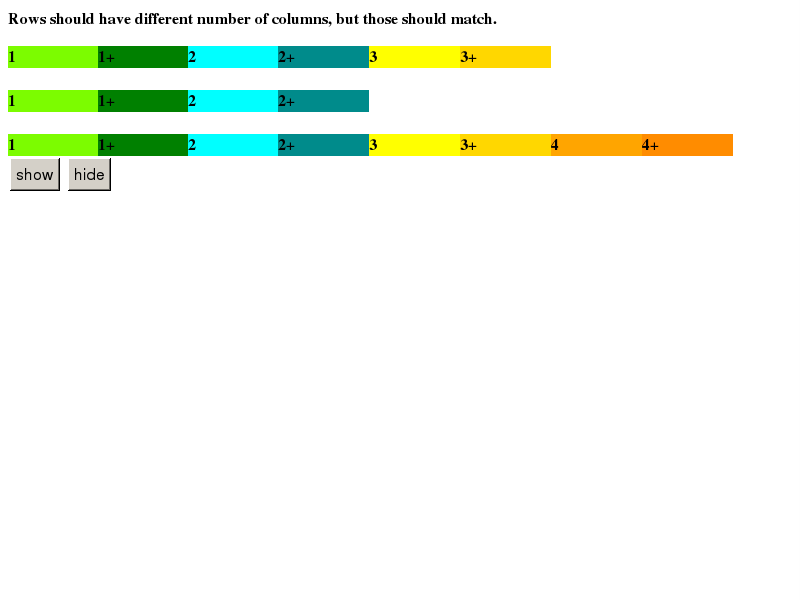 Rows should have different number of columns, but those should match.
1 1+ 2 2+ 3 3+
1 1+ 2 2+
1 1+ 2 2+ 3 3+ 4 4+
show hide